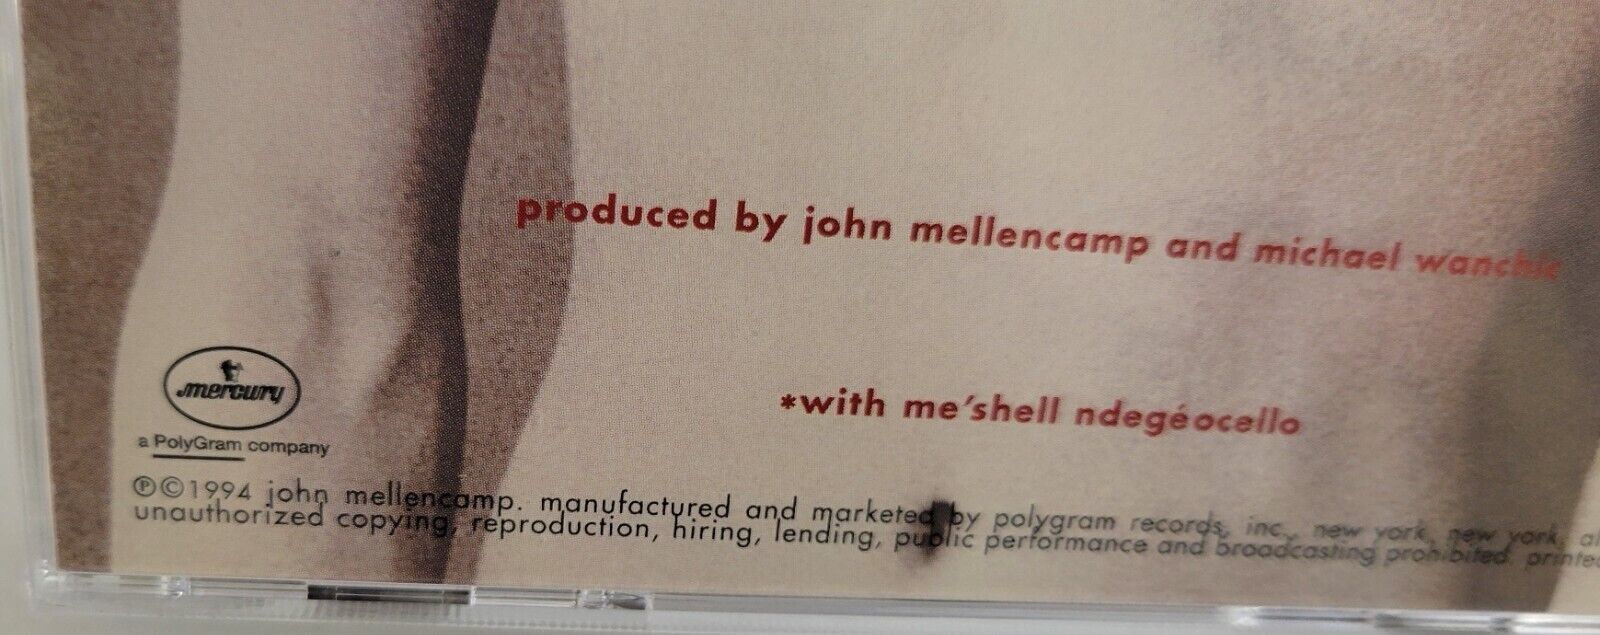 produced by john mellencamp and michael wanchic
*with me'shell ndegéocello
mercury
a PolyGram company
℗©1994 john mellencamp. manufactured and marketed by polygram records, inc., new york, new york,
unauthorized copying, reproduction, hiring, lending, public performance and broadcasting prohibited. printed